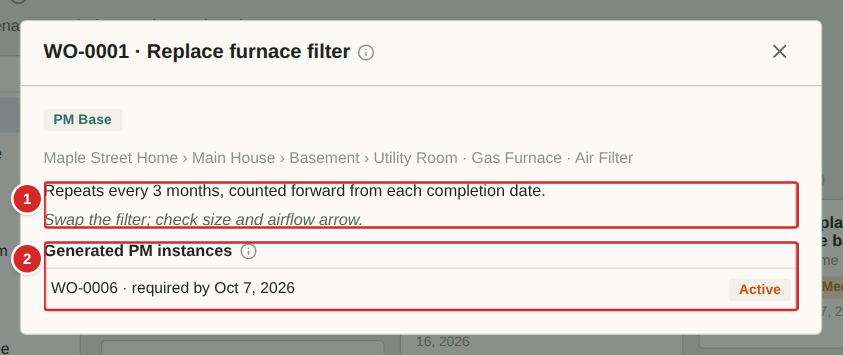 WO-0001 · Replace furnace filter
PM Base
Maple Street Home › Main House › Basement › Utility Room · Gas Furnace · Air Filter
1
Repeats every 3 months, counted forward from each completion date.
Swap the filter; check size and airflow arrow.
2
Generated PM instances
WO-0006 · required by Oct 7, 2026
Active
16, 2026